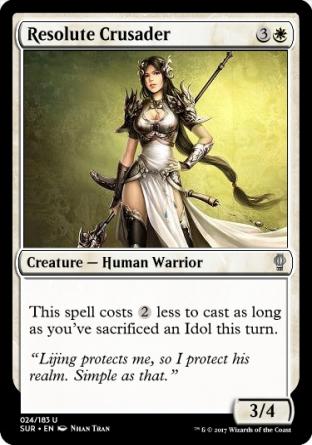 Resolute Crusader 3
Creature — Human Warrior
This spell costs 2 less to cast as long
as you've sacrificed an Idol this turn.
"Lijing protects me, so I protect his
realm. Simple as that."
3/4
024/183 U
SUR • EN Nhan Tran
™ & © 2017 Wizards of the Coast